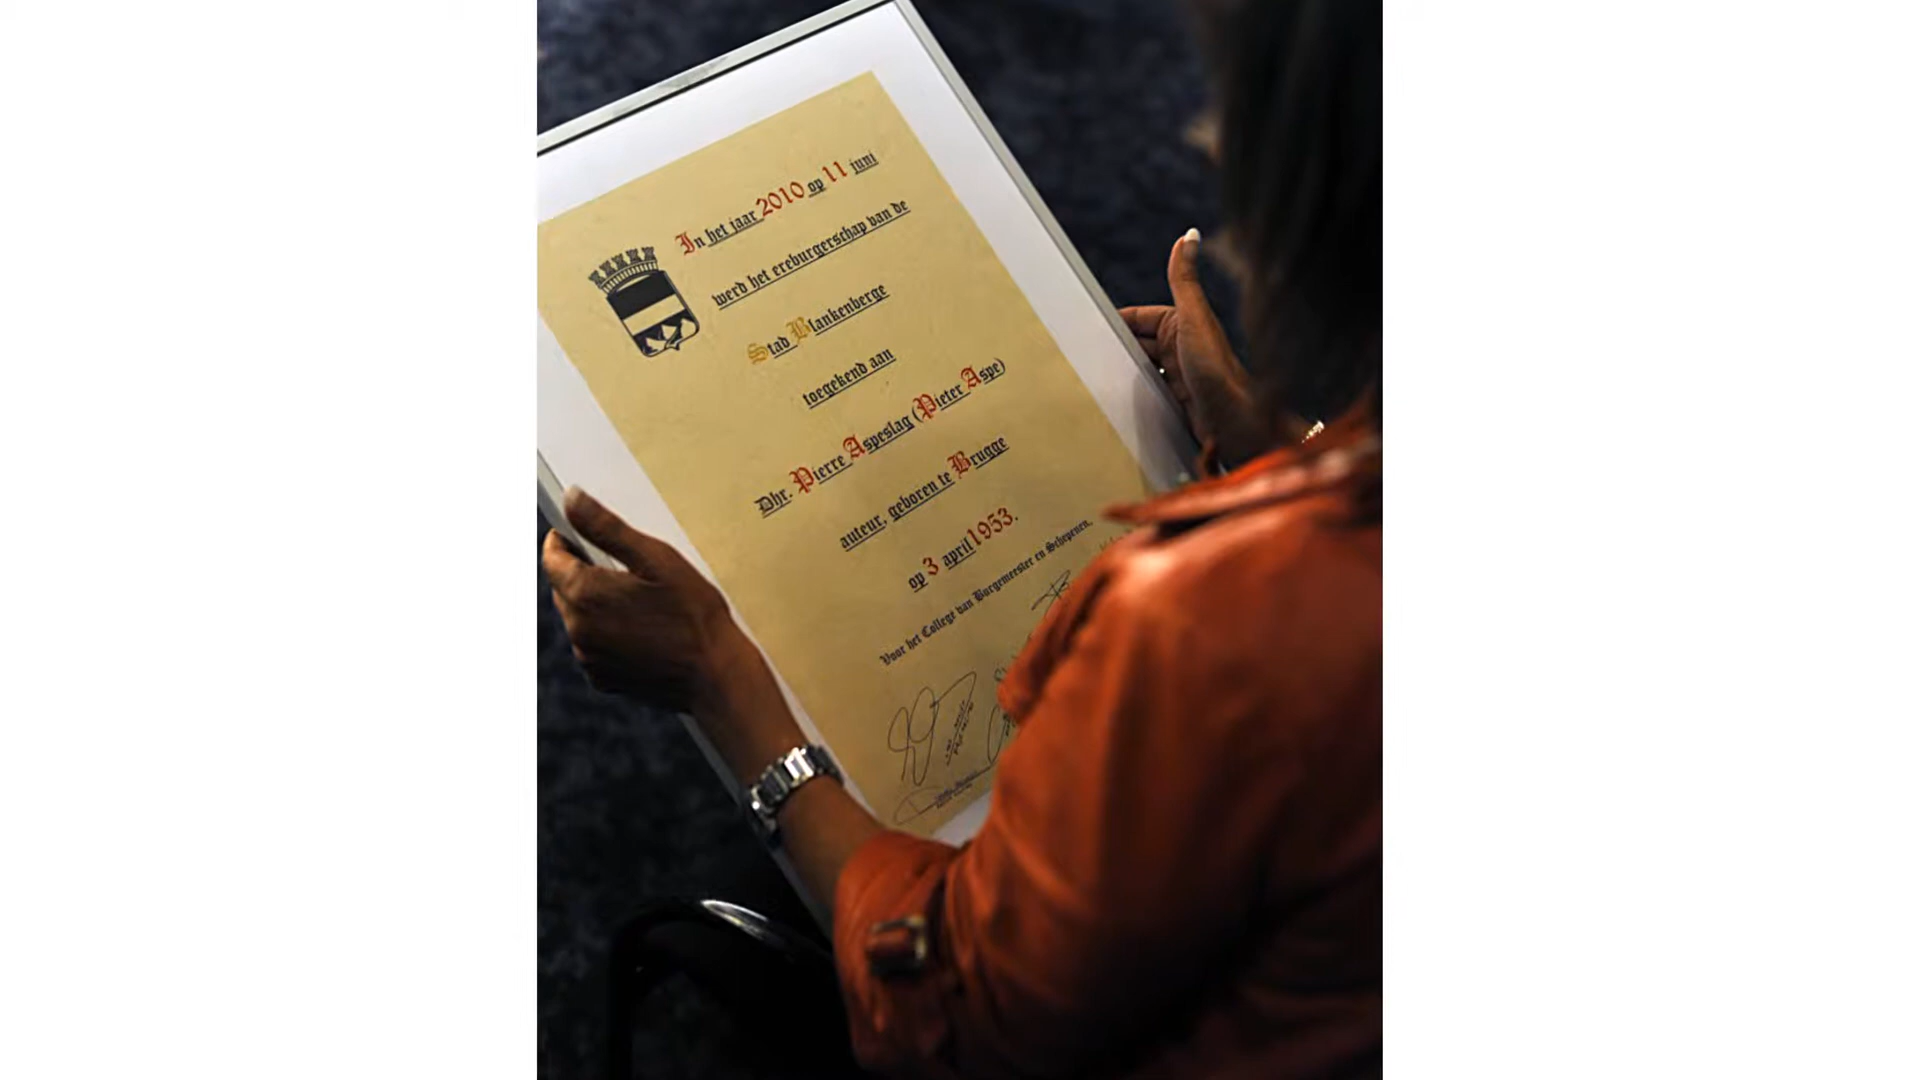 In het jaar 2010 op 11 juni
werd het ereburgerschap van de
Stad Blankenberge
toegekend aan
Dhr. Pierre Aspeslag (Pieter Aspe)
auteur, geboren te Brugge
op 3 april 1953.
Voor het College van Burgemeester en Schepenen,